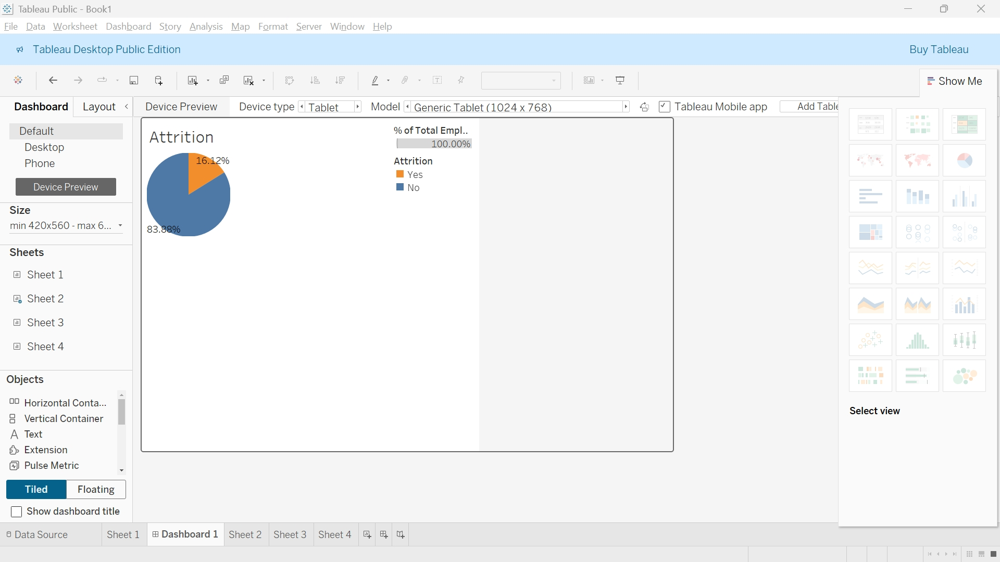 Tableau Public - Book1
File Data Worksheet Dashboard Story Analysis Map Format Server Window Help
Tableau Desktop Public Edition
Buy Tableau
Show Me
Dashboard Layout
Device Preview Device type Tablet Model Generic Tablet (1024 x 768) Tableau Mobile app Add Table
Default
Desktop
Phone
Device Preview
Size
min 420x560 - max 6...
Sheets
Sheet 1
Sheet 2
Sheet 3
Sheet 4
Objects
Horizontal Conta...
Vertical Container
Text
Extension
Pulse Metric
Tiled Floating
Show dashboard title
Attrition
16.12%
83.88%
% of Total Empl..
100.00%
Attrition
Yes
No
Select view
Data Source Sheet 1 Dashboard 1 Sheet 2 Sheet 3 Sheet 4